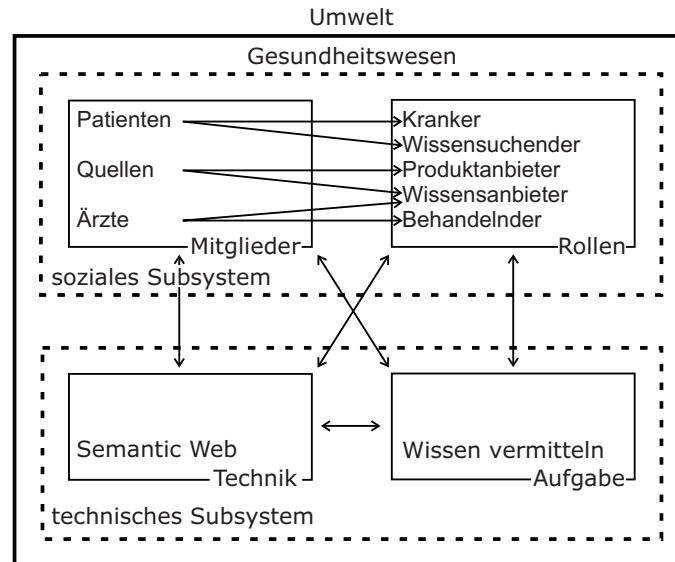 Umwelt
Gesundheitswesen
Patienten
Quellen
Ärzte
Mitglieder
Kranker
Wissensuchender
Produktanbieter
Wissensanbieter
Behandelnder
Rollen
soziales Subsystem
Semantic Web
Technik
Wissen vermitteln
Aufgabe
technisches Subsystem